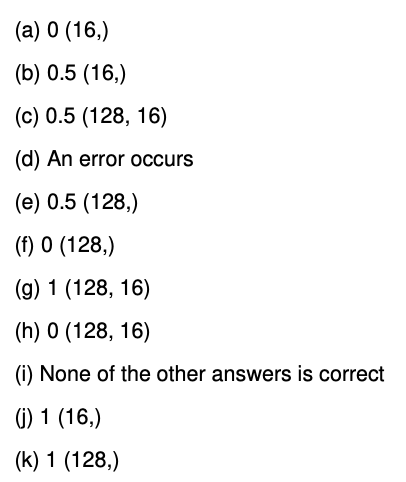 (a) 0 (16,)
(b) 0.5 (16,)
(c) 0.5 (128, 16)
(d) An error occurs
(e) 0.5 (128,)
(f) 0 (128,)
(g) 1 (128, 16)
(h) 0 (128, 16)
(i) None of the other answers is correct
(j) 1 (16,)
(k) 1 (128,)